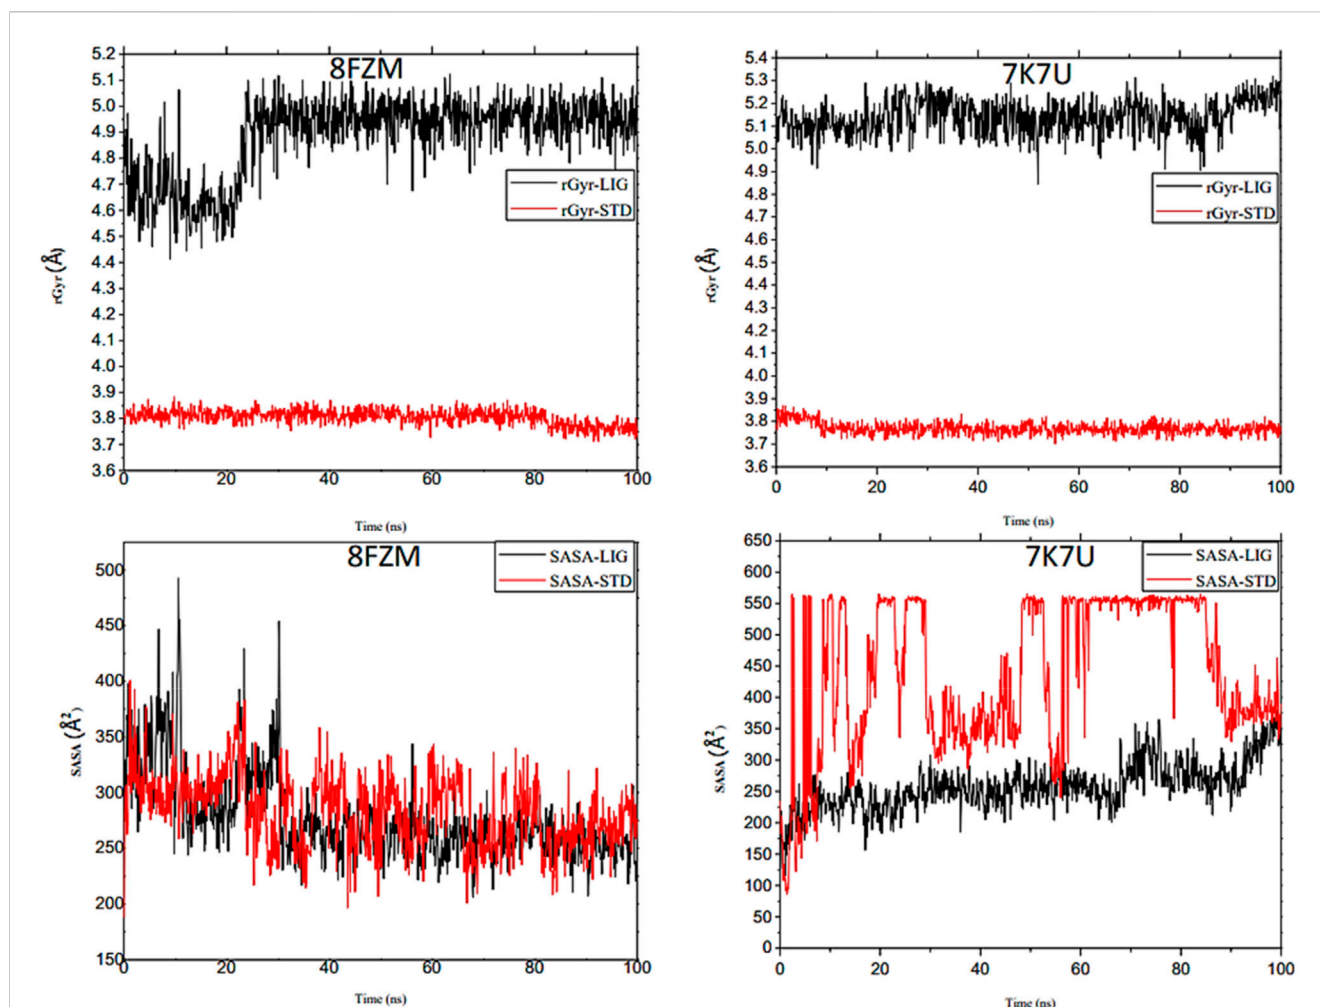 8FZM
5.2
5.1
5.0
4.9
4.8
4.7
4.6
4.5
4.4
4.3
4.2
4.1
4.0
3.9
3.8
3.7
3.6
rGyr (Å)
rGyr-LIG
rGyr-STD
0 20 40 60 80 100
Time (ns)
7K7U
5.4
5.3
5.2
5.1
5.0
4.9
4.8
4.7
4.6
4.5
4.4
4.3
4.2
4.1
4.0
3.9
3.8
3.7
3.6
rGyr (Å)
rGyr-LIG
rGyr-STD
0 20 40 60 80 100
Time (ns)
8FZM
500
450
400
350
300
250
200
150
SASA (Å²)
SASA-LIG
SASA-STD
0 20 40 60 80 100
Time (ns)
7K7U
650
600
550
500
450
400
350
300
250
200
150
100
50
0
SASA (Å²)
SASA-LIG
SASA-STD
0 20 40 60 80 100
Time (ns)